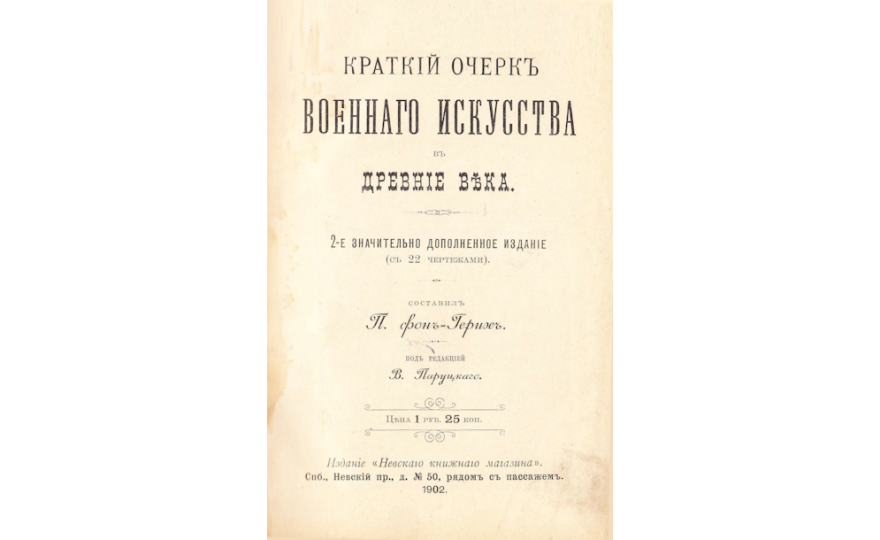 КРАТКІЙ ОЧЕРКЪ
ВОЕННАГО ИСКУССТВА
ВЪ
ДРЕВНІЕ ВѢКА.
2-Е ЗНАЧИТЕЛЬНО ДОПОЛНЕННОЕ ИЗДАНІЕ
(СЪ 22 ЧЕРТЕЖАМИ).
СОСТАВИЛЪ
П. фонъ-Герихъ.
ПОДЪ РЕДАКЦІЕЙ
В. Паруцкаго.
ЦѢНА 1 РУБ. 25 КОП.
Изданіе «Невскаго книжнаго магазина».
Спб., Невскій пр., д. № 50, рядомъ съ пассажемъ.
1902.